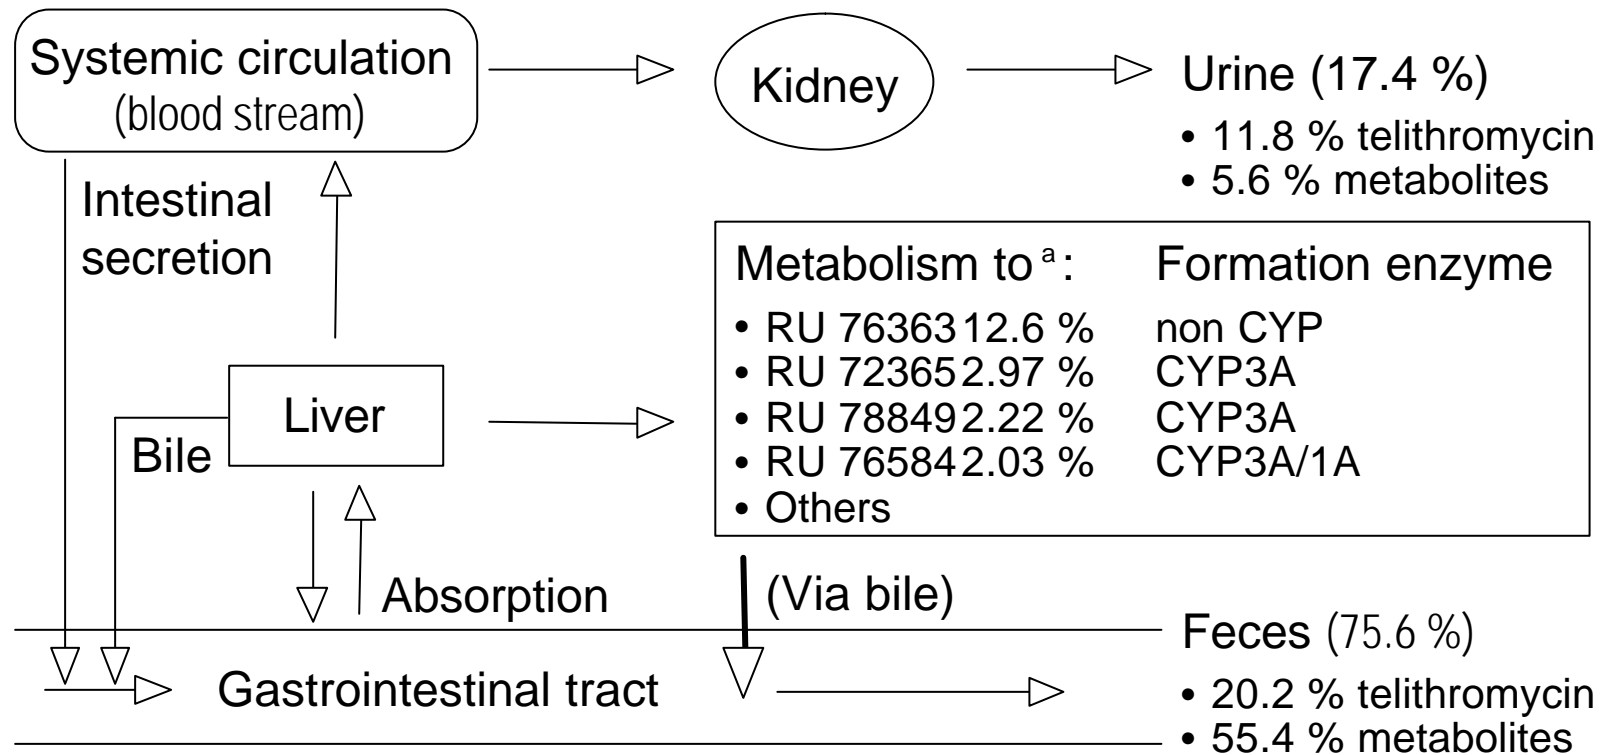 Systemic circulation
(blood stream)
Kidney
Urine (17.4 %)
• 11.8 % telithromycin
• 5.6 % metabolites
Intestinal
secretion
Metabolism to a : Formation enzyme
• RU 76363 12.6 % non CYP
• RU 72365 2.97 % CYP3A
• RU 78849 2.22 % CYP3A
• RU 76584 2.03 % CYP3A/1A
• Others
Liver
Bile
Absorption
(Via bile)
Feces (75.6 %)
Gastrointestinal tract
• 20.2 % telithromycin
• 55.4 % metabolites